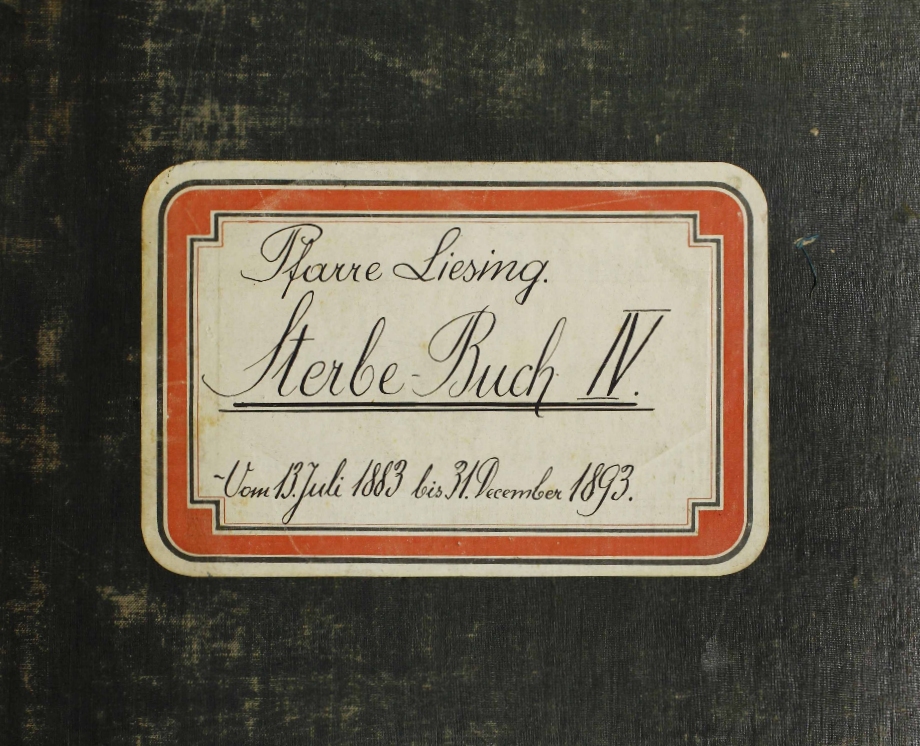 Pfarre Liesing.
Sterbe-Buch IV.
Vom 13. Juli 1883 bis 31. December 1893.